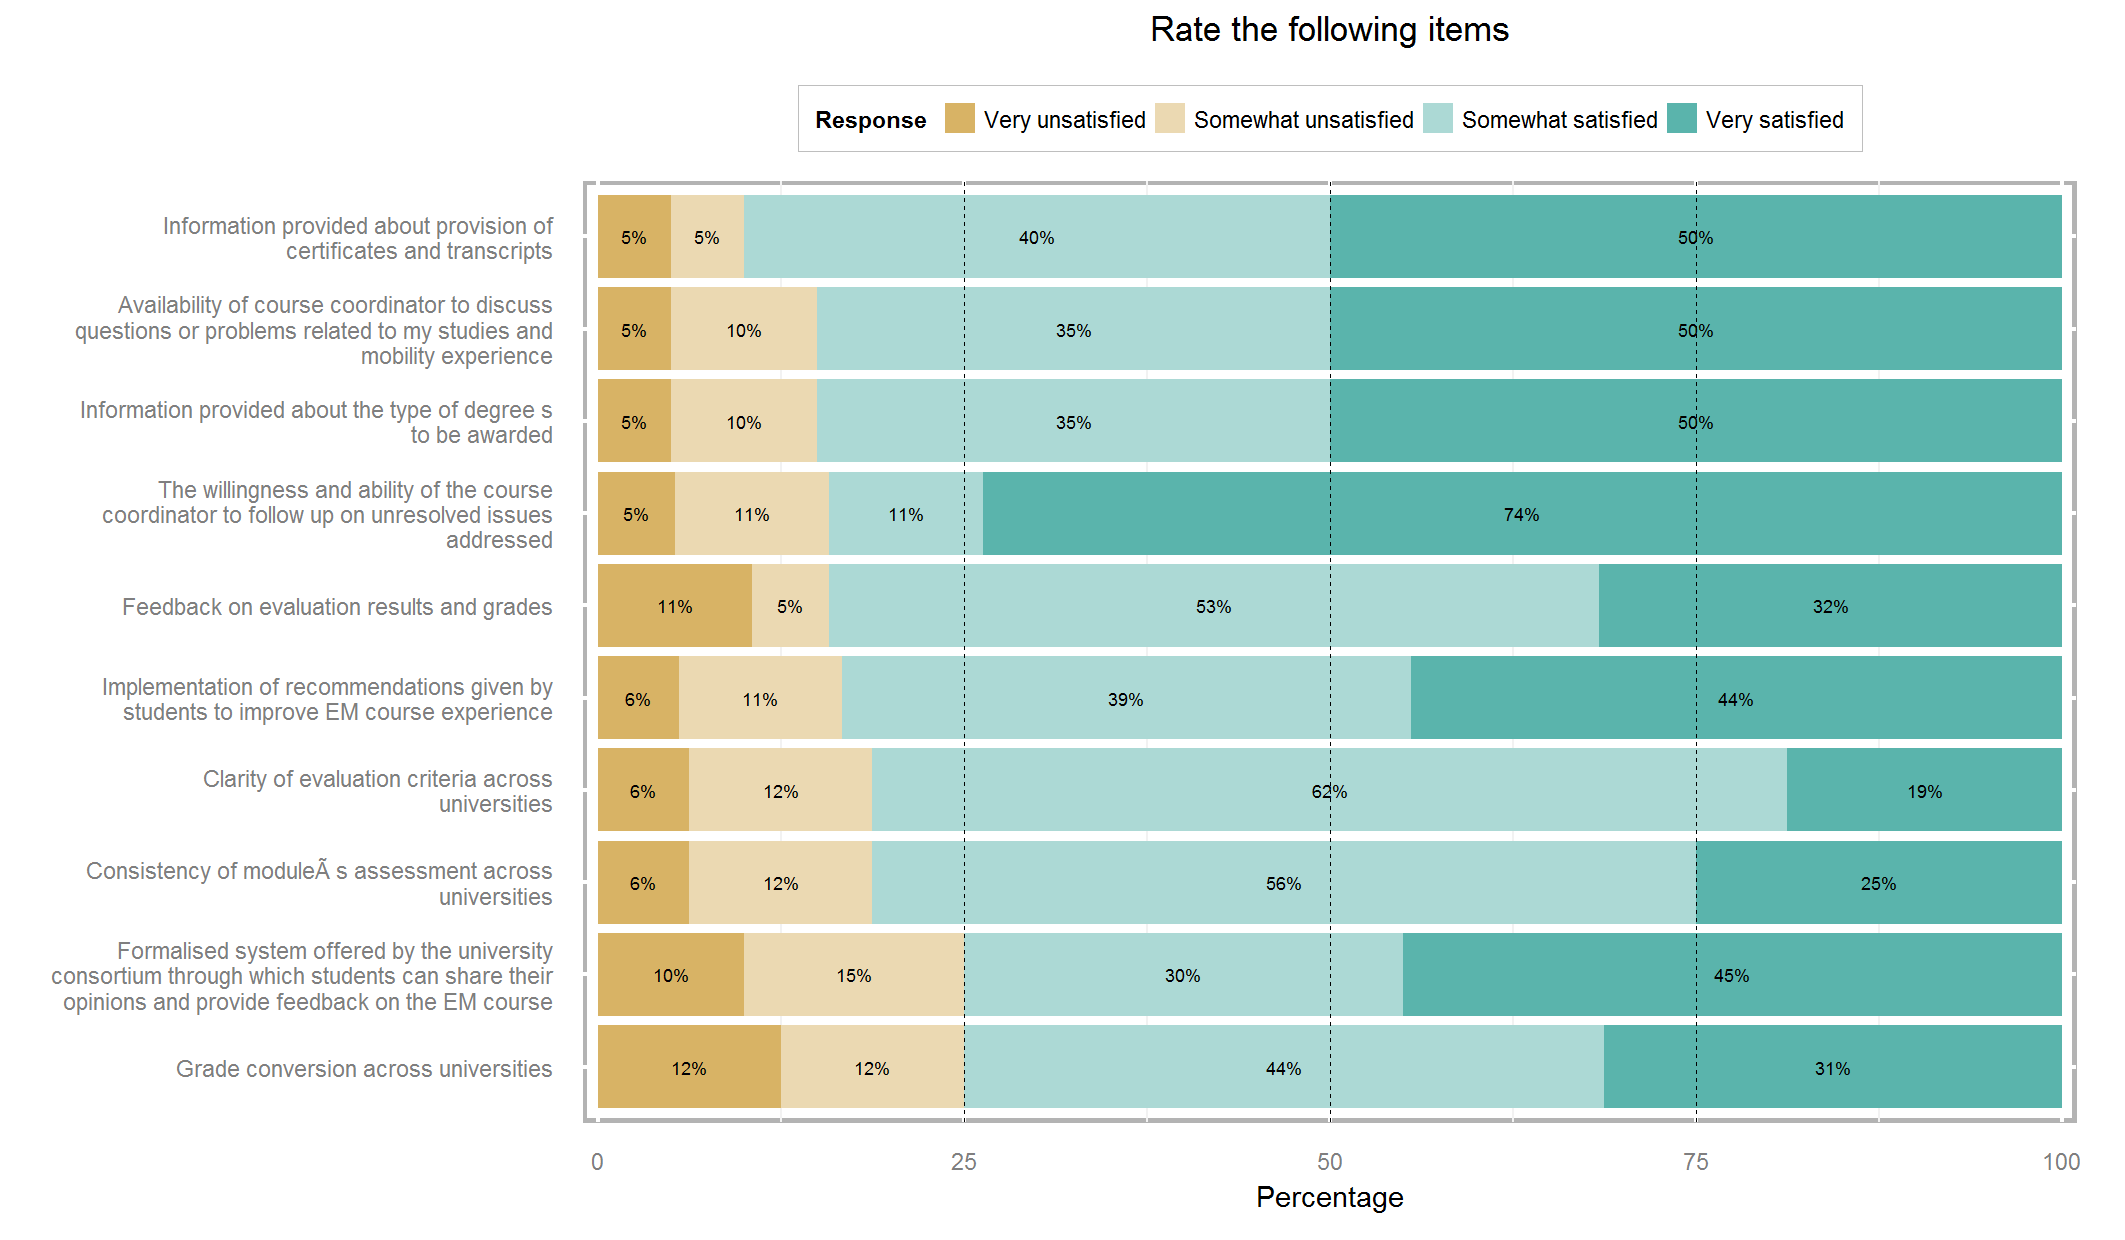 Rate the following items
Response Very unsatisfied Somewhat unsatisfied Somewhat satisfied Very satisfied
Information provided about provision of
certificates and transcripts
5% 5% 40% 50%
Availability of course coordinator to discuss
questions or problems related to my studies and
mobility experience
5% 10% 35% 50%
Information provided about the type of degree s
to be awarded
5% 10% 35% 50%
The willingness and ability of the course
coordinator to follow up on unresolved issues
addressed
5% 11% 11% 74%
Feedback on evaluation results and grades
11% 5% 53% 32%
Implementation of recommendations given by
students to improve EM course experience
6% 11% 39% 44%
Clarity of evaluation criteria across
universities
6% 12% 62% 19%
Consistency of moduleÃ s assessment across
universities
6% 12% 56% 25%
Formalised system offered by the university
consortium through which students can share their
opinions and provide feedback on the EM course
10% 15% 30% 45%
Grade conversion across universities
12% 12% 44% 31%
0 25 50 75 100
Percentage